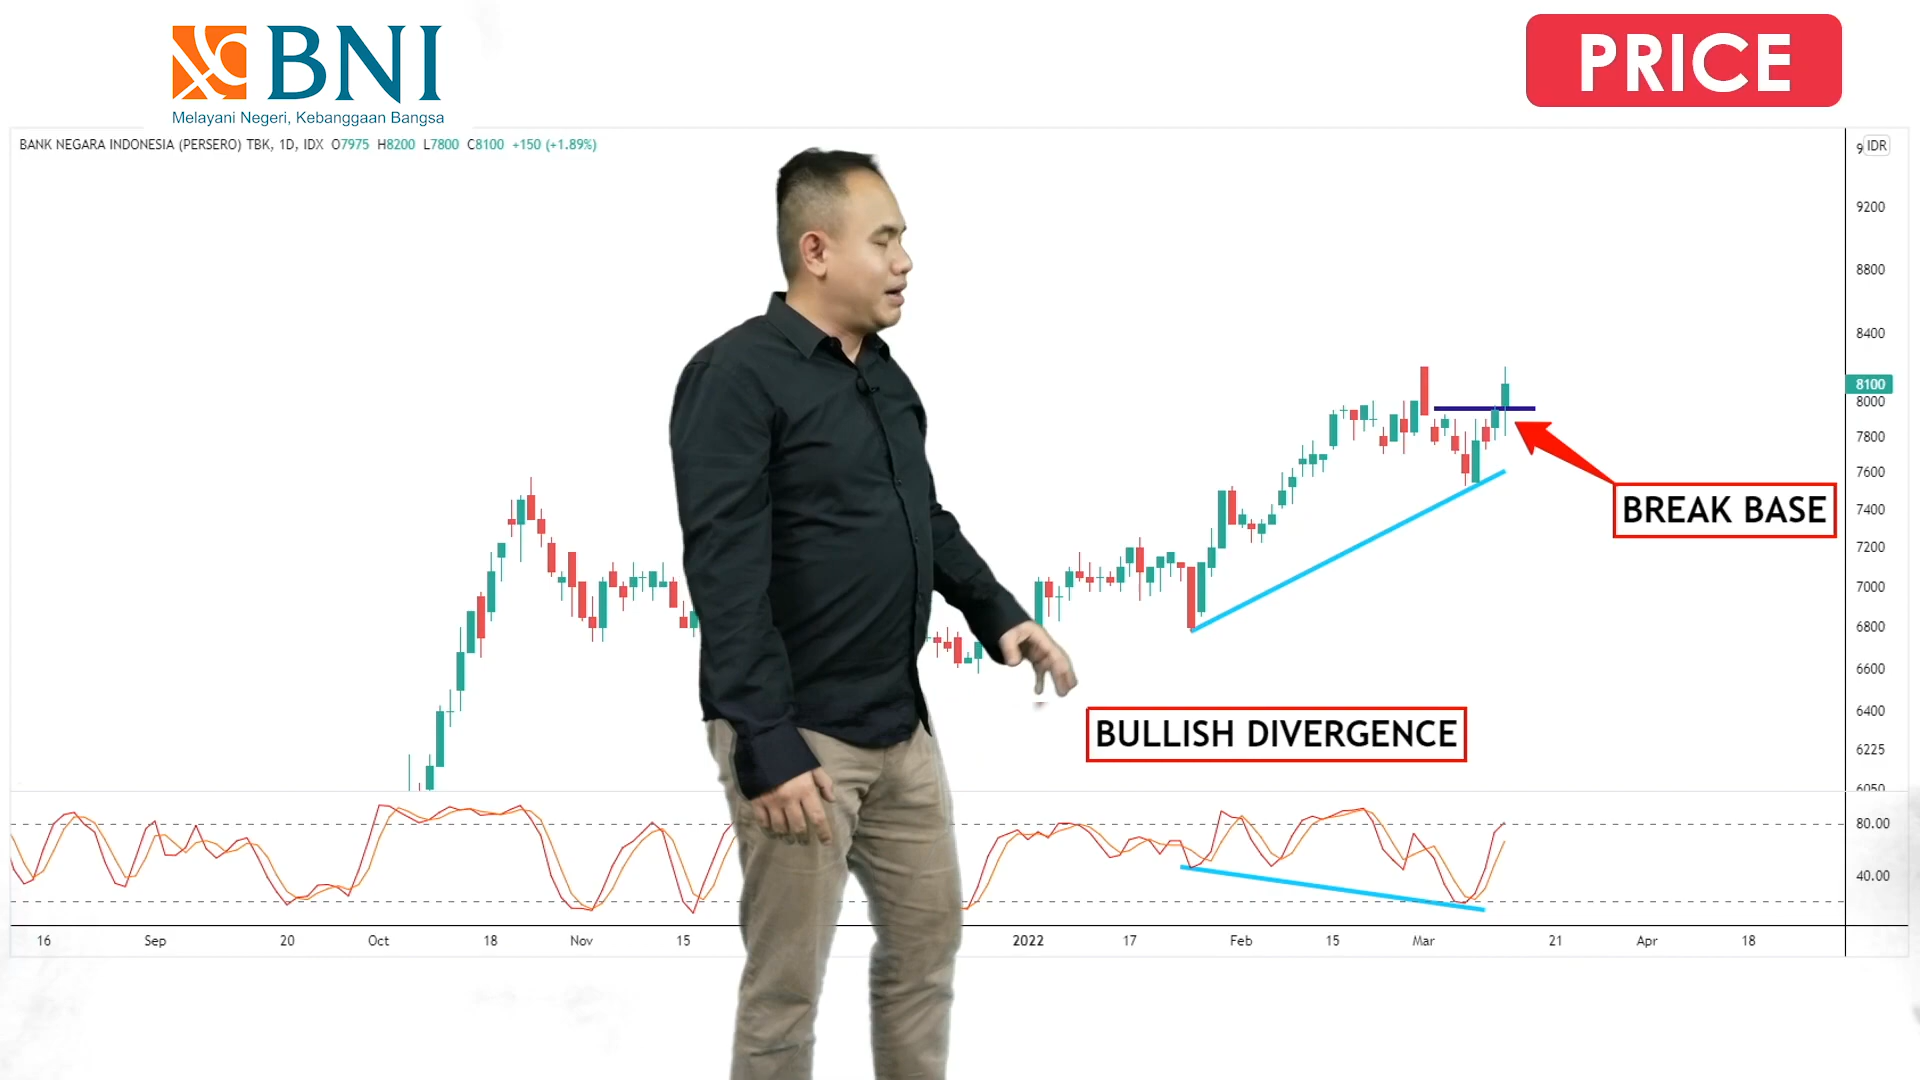 BNI
PRICE
Melayani Negeri, Kebanggaan Bangsa
BANK NEGARA INDONESIA (PERSERO) TBK, 1D, IDX O7975 H8200 L7800 C8100 +150 (+1.89%)
IDR
9200
8800
8400
8100
8000
7800
7600
BREAK BASE
7400
7200
7000
6800
6600
6400
BULLISH DIVERGENCE
6225
6050
80.00
40.00
16 Sep 20 Oct 18 Nov 15 2022 17 Feb 15 Mar 21 Apr 18